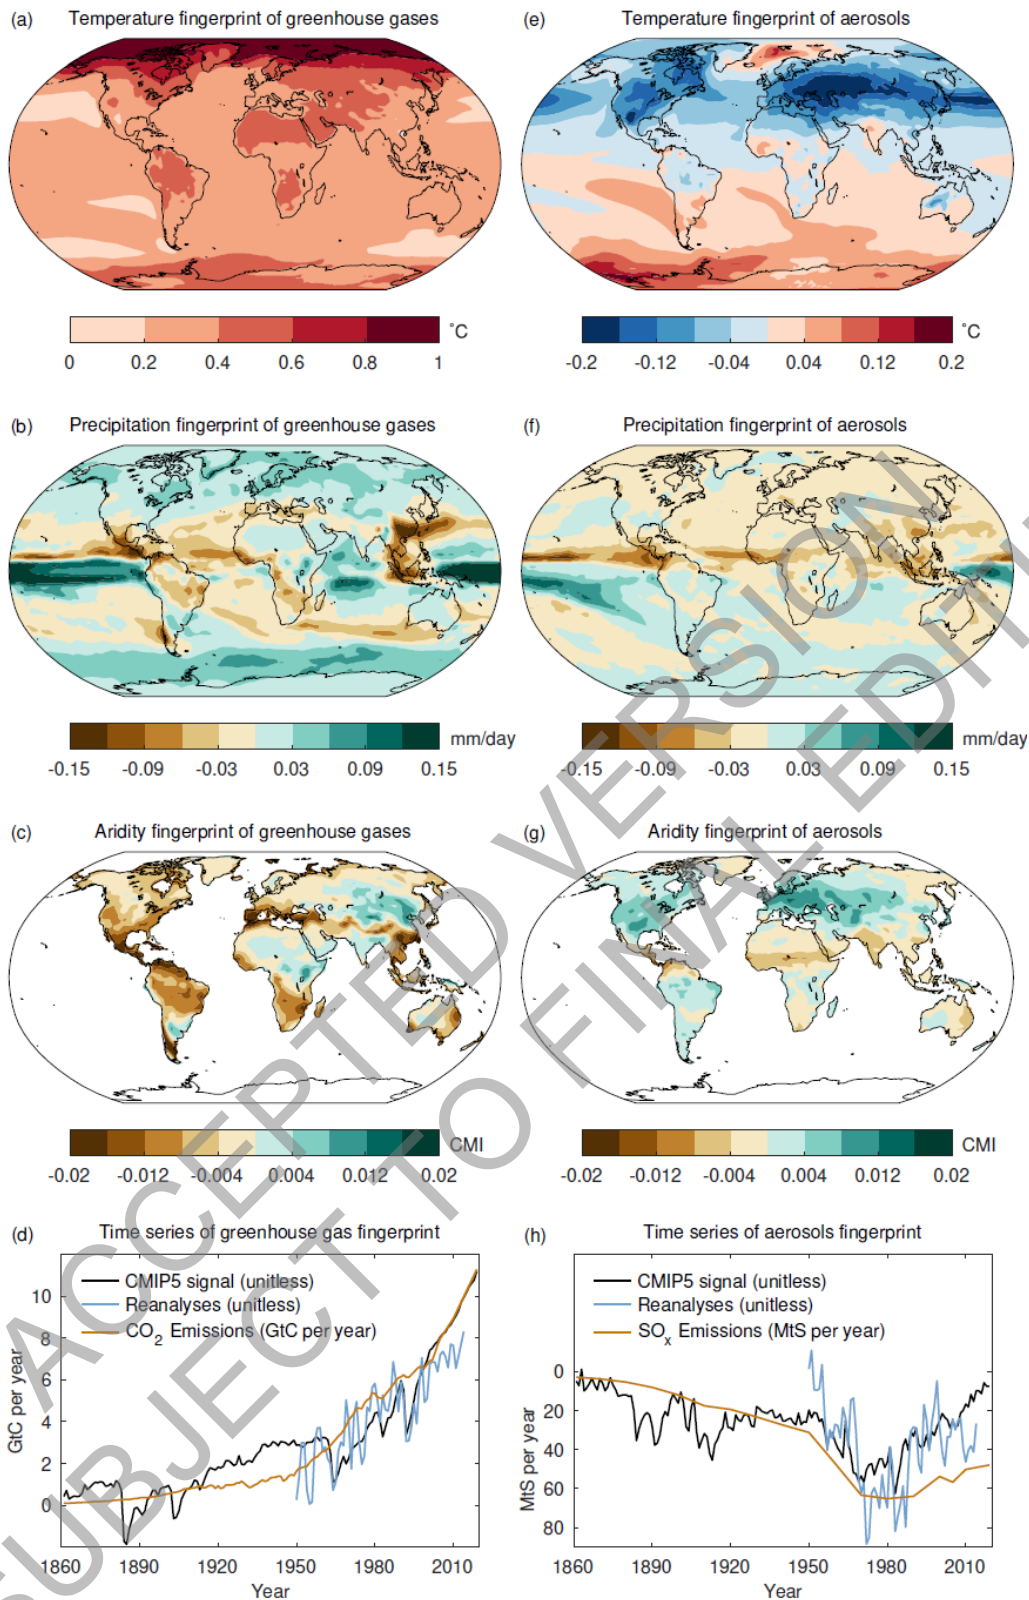 (a) Temperature fingerprint of greenhouse gases
0 0.2 0.4 0.6 0.8 1 °C
(e) Temperature fingerprint of aerosols
-0.2 -0.12 -0.04 0.04 0.12 0.2 °C
(b) Precipitation fingerprint of greenhouse gases
-0.15 -0.09 -0.03 0.03 0.09 0.15 mm/day
(f) Precipitation fingerprint of aerosols
-0.15 -0.09 -0.03 0.03 0.09 0.15 mm/day
(c) Aridity fingerprint of greenhouse gases
-0.02 -0.012 -0.004 0.004 0.012 0.02 CMI
(g) Aridity fingerprint of aerosols
-0.02 -0.012 -0.004 0.004 0.012 0.02 CMI
(d) Time series of greenhouse gas fingerprint
CMIP5 signal (unitless)
Reanalyses (unitless)
CO2 Emissions (GtC per year)
GtC per year
10
8
6
4
2
0
1860 1890 1920 1950 1980 2010
Year
(h) Time series of aerosols fingerprint
CMIP5 signal (unitless)
Reanalyses (unitless)
SOx Emissions (MtS per year)
MtS per year
0
20
40
60
80
1860 1890 1920 1950 1980 2010
Year
ACCEPTED VERSION
SUBJECT TO FINAL EDIT